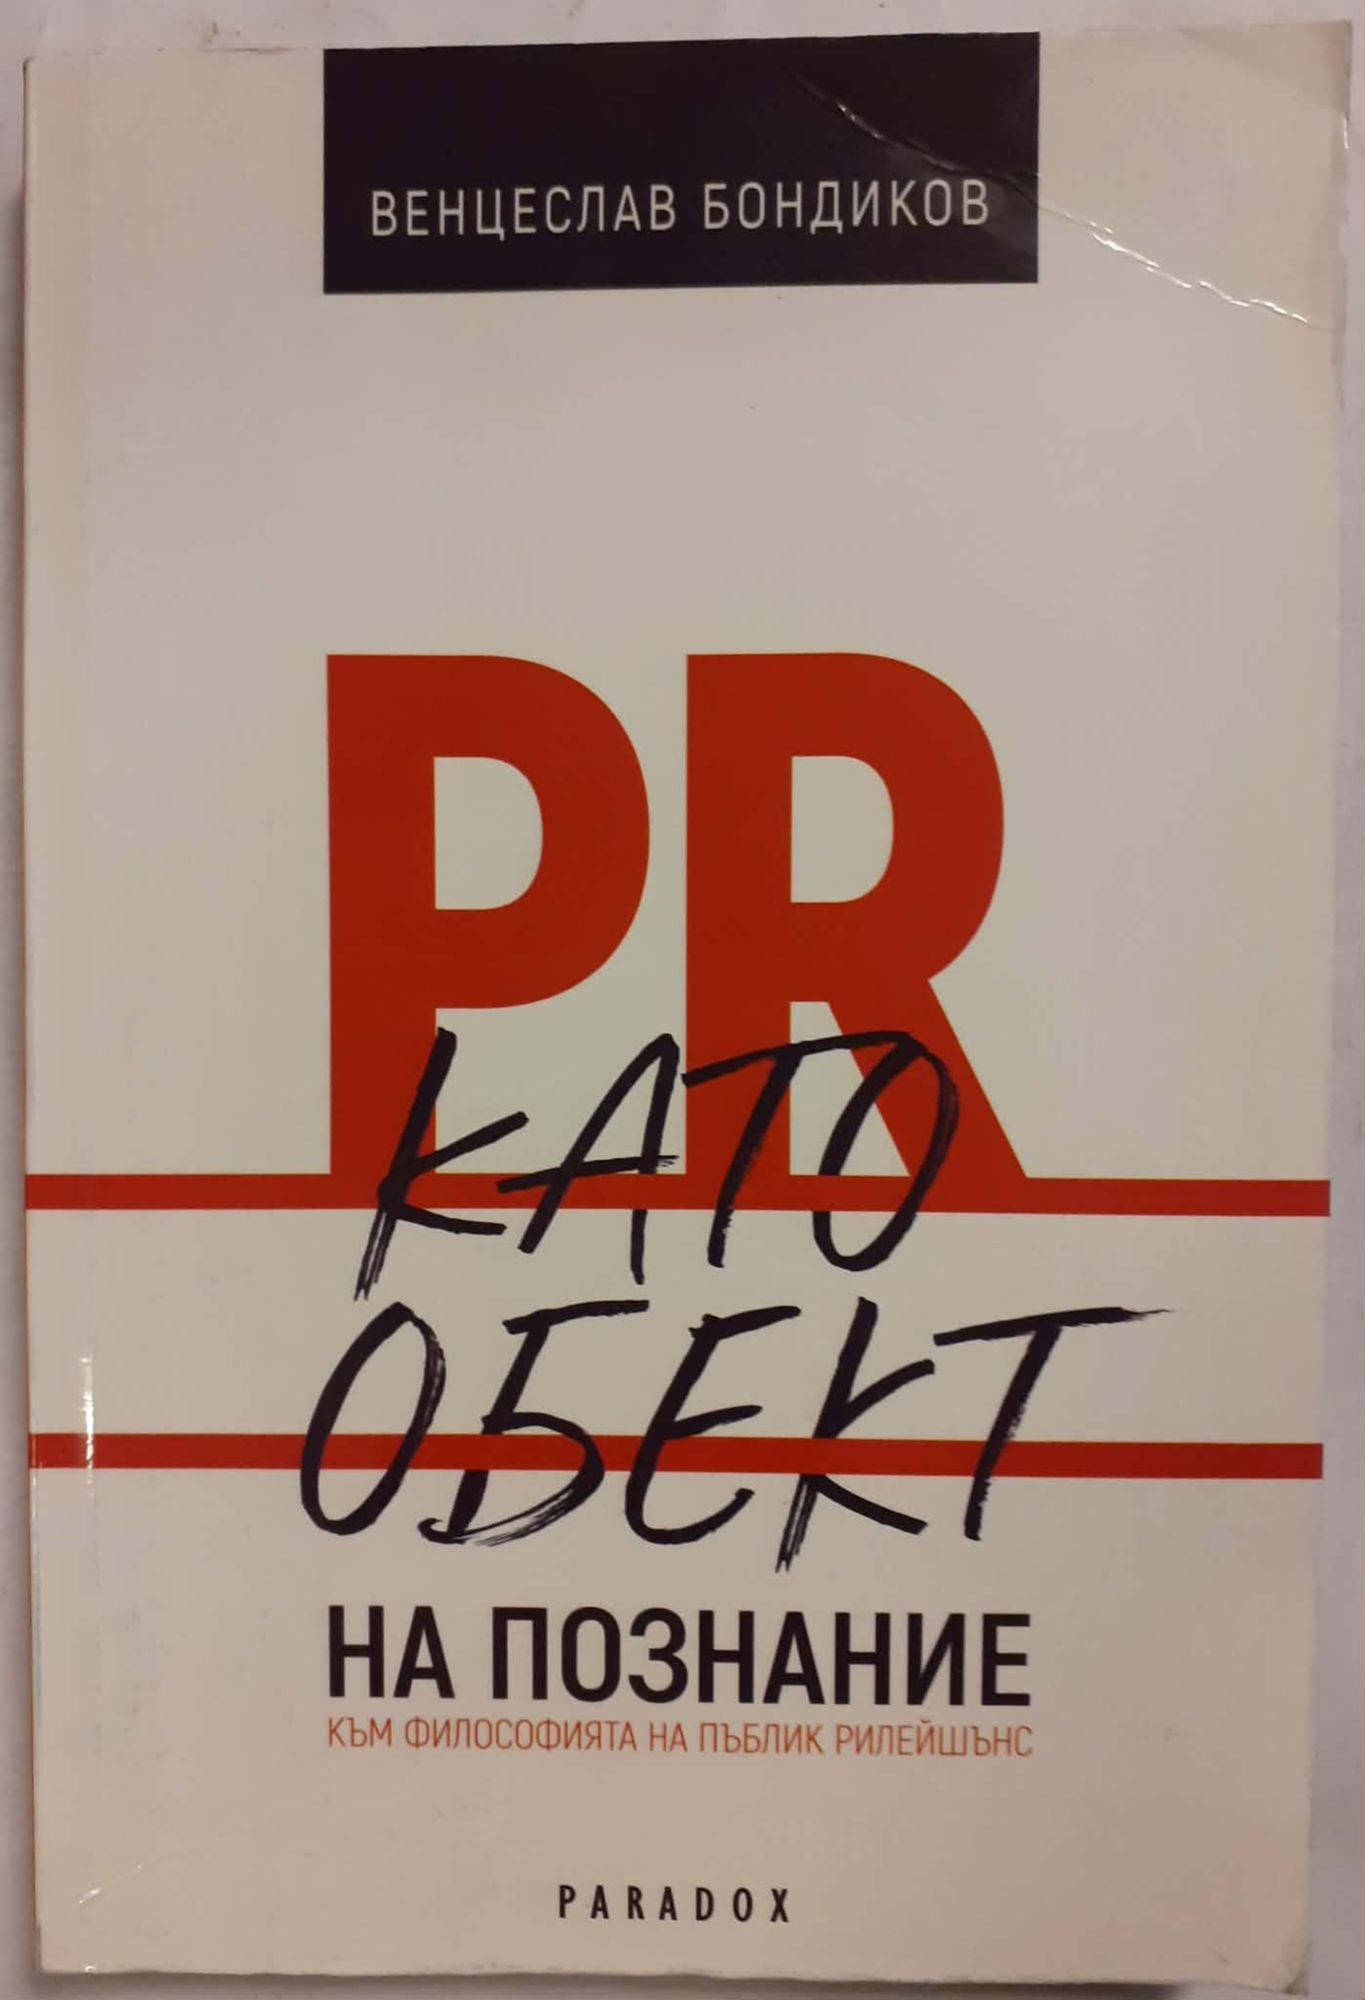 ВЕНЦЕСЛАВ БОНДИКОВ
PR
КАТО
ОБЕКТ
НА ПОЗНАНИЕ
КЪМ ФИЛОСОФИЯТА НА ПЪБЛИК РИЛЕЙШЪНС
PARADOX